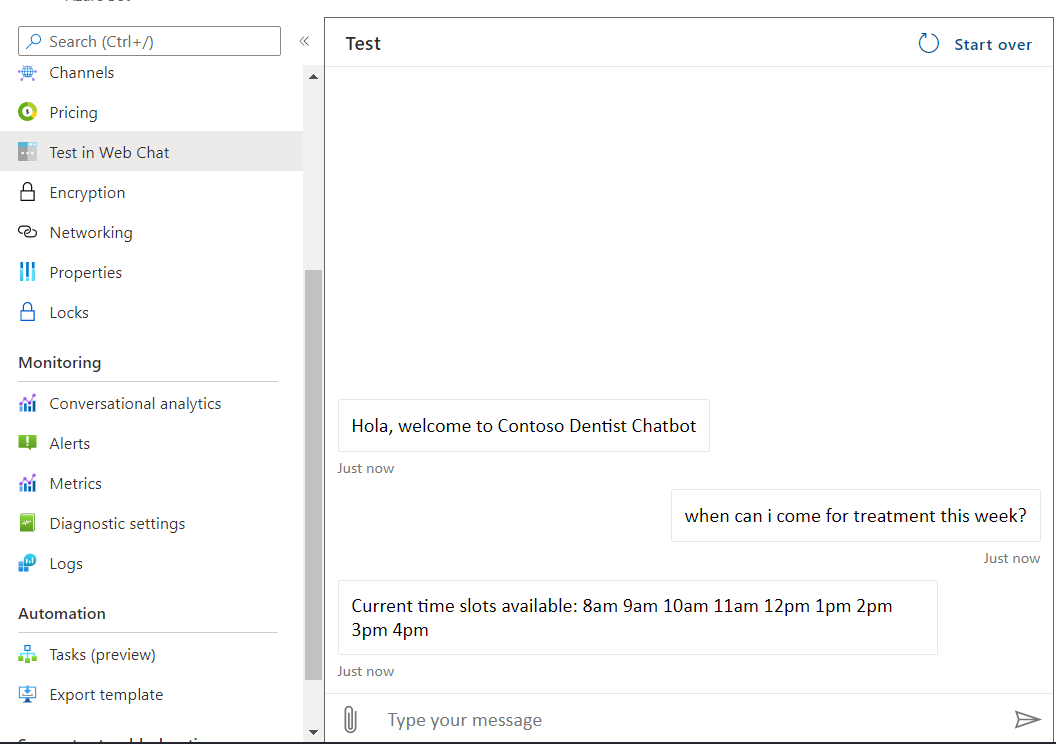 Search (Ctrl+/)
Channels
Pricing
Test in Web Chat
Encryption
Networking
Properties
Locks
Monitoring
Conversational analytics
Alerts
Metrics
Diagnostic settings
Logs
Automation
Tasks (preview)
Export template
Test
Start over
Hola, welcome to Contoso Dentist Chatbot
Just now
when can i come for treatment this week?
Just now
Current time slots available: 8am 9am 10am 11am 12pm 1pm 2pm
3pm 4pm
Just now
Type your message